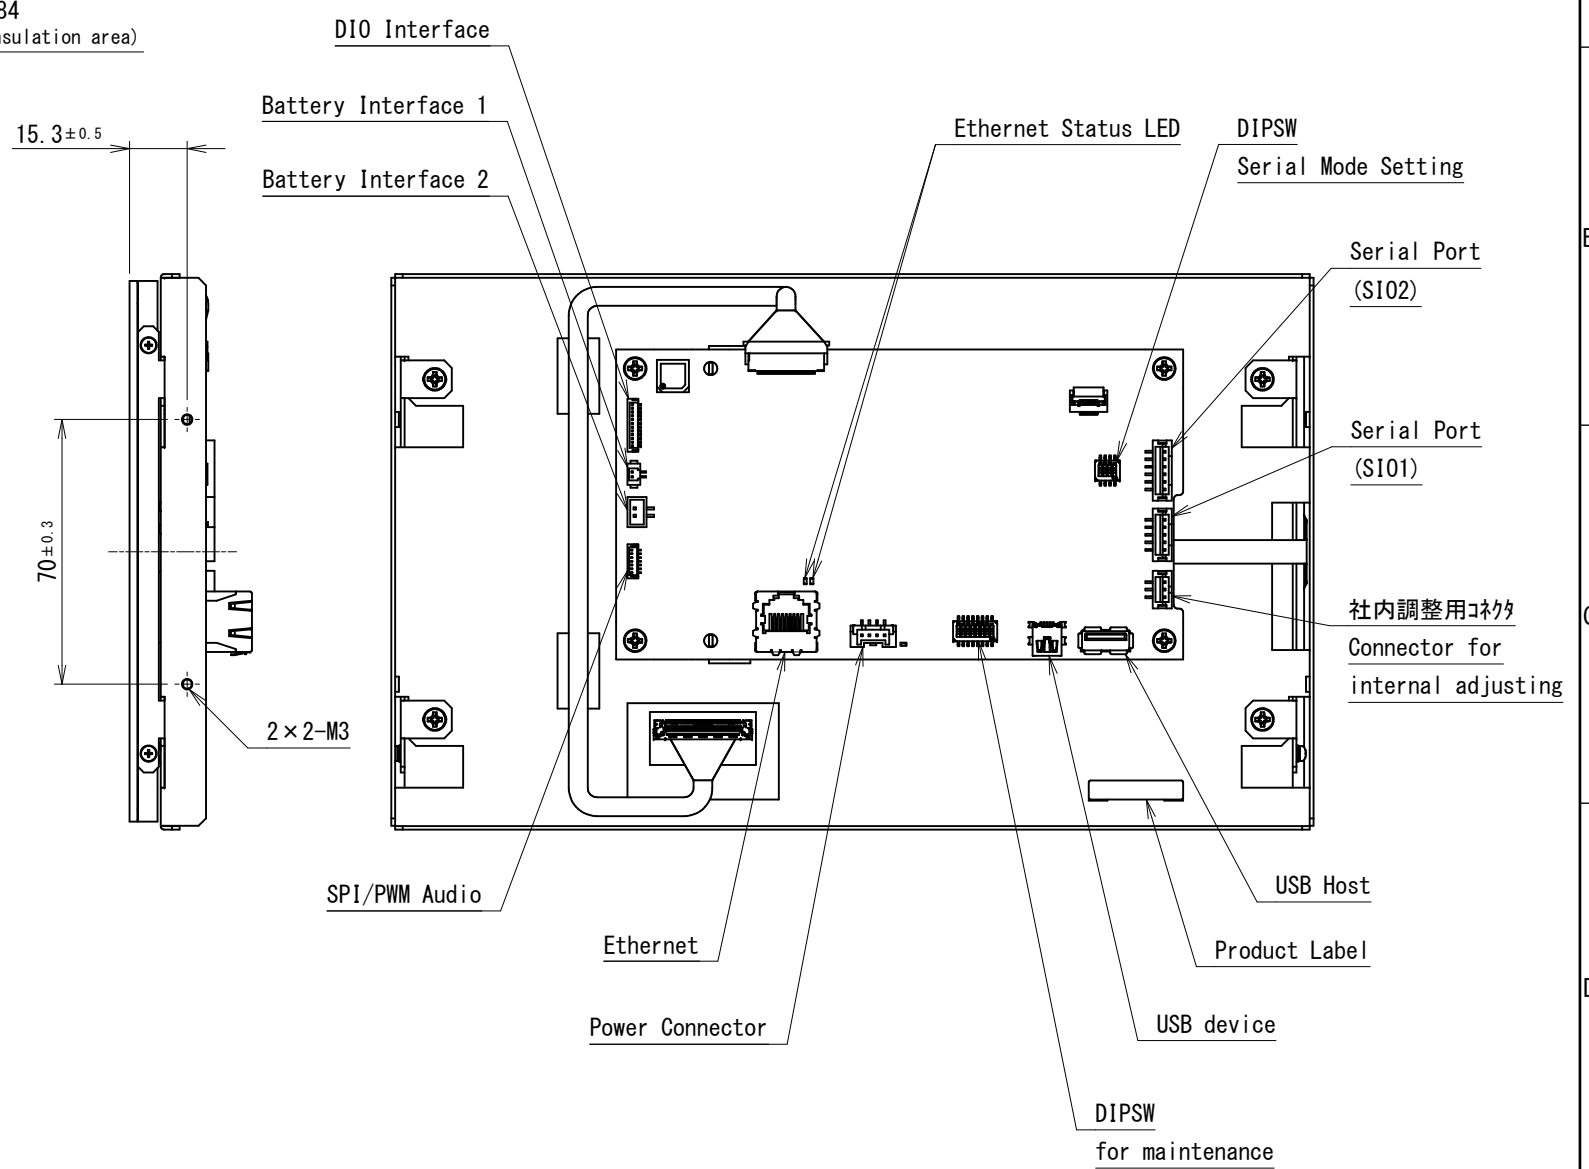 84
sulation area)
DIO Interface
Battery Interface 1
15.3±0.5
Ethernet Status LED
DIPSW
Serial Mode Setting
Battery Interface 2
Serial Port
(SIO2)
Serial Port
(SIO1)
70±0.3
社内調整用ｺﾈｸﾀ
Connector for
internal adjusting
2×2-M3
SPI/PWM Audio
USB Host
Ethernet
Product Label
Power Connector
USB device
DIPSW
for maintenance